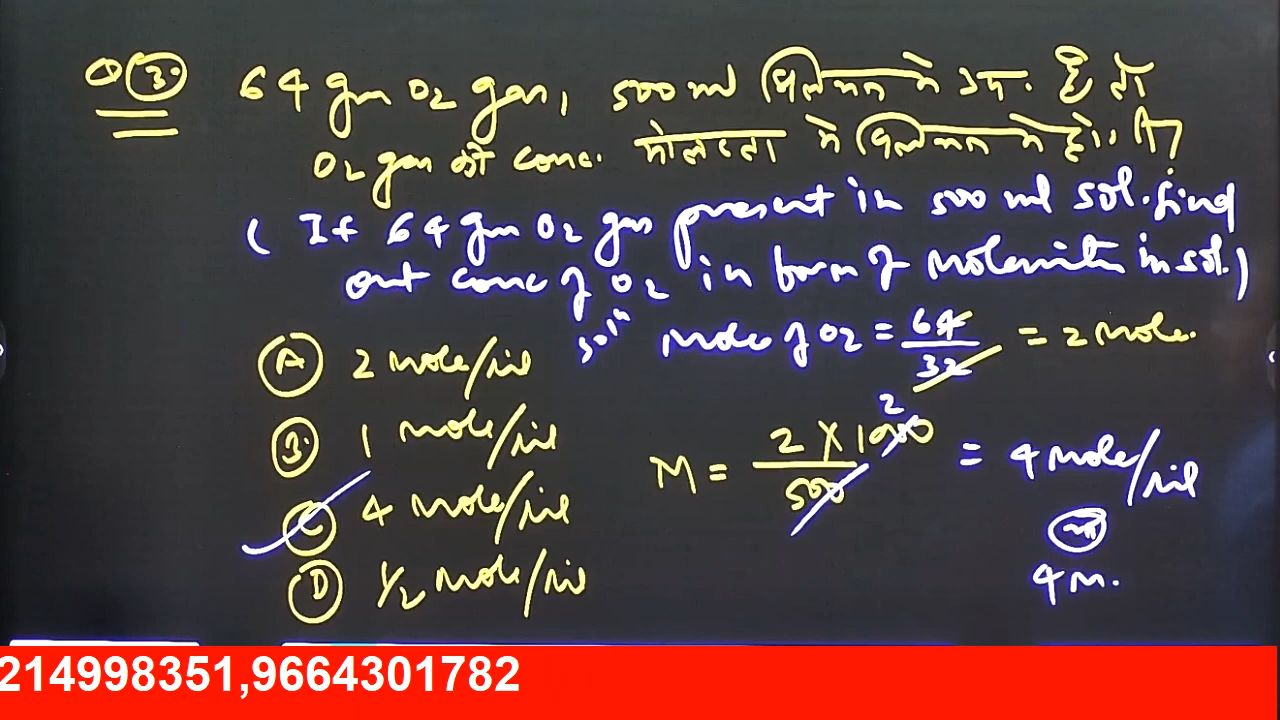 Q 3.
64 gm O2 gas, 500 ml विलयन मे उप. है तो
O2 gas की conc. मोलरता मे विलयन मे हो..A?
( If 64 gm O2 gas present in 500 ml sol. find
out conc of O2 in form of Molarity in sol.)
soln Mole of O2 = 64/32 = 2 mole.
A 2 mole/lit
B. 1 mole/lit
M = 2 X 1000/500 2 = 4 mole/lit
C 4 mole/lit
D 1/2 mole/lit
4 M.
214998351,9664301782